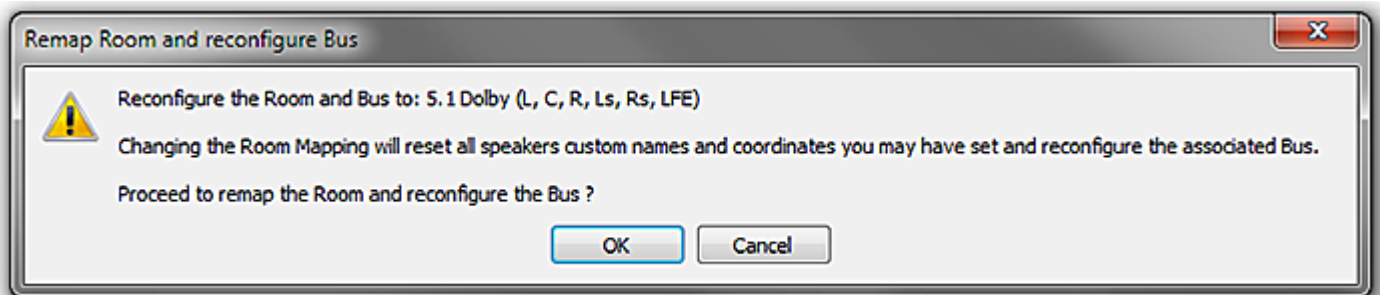 Remap Room and reconfigure Bus
Reconfigure the Room and Bus to: 5.1 Dolby (L, C, R, Ls, Rs, LFE)
Changing the Room Mapping will reset all speakers custom names and coordinates you may have set and reconfigure the associated Bus.
Proceed to remap the Room and reconfigure the Bus ?
OK Cancel